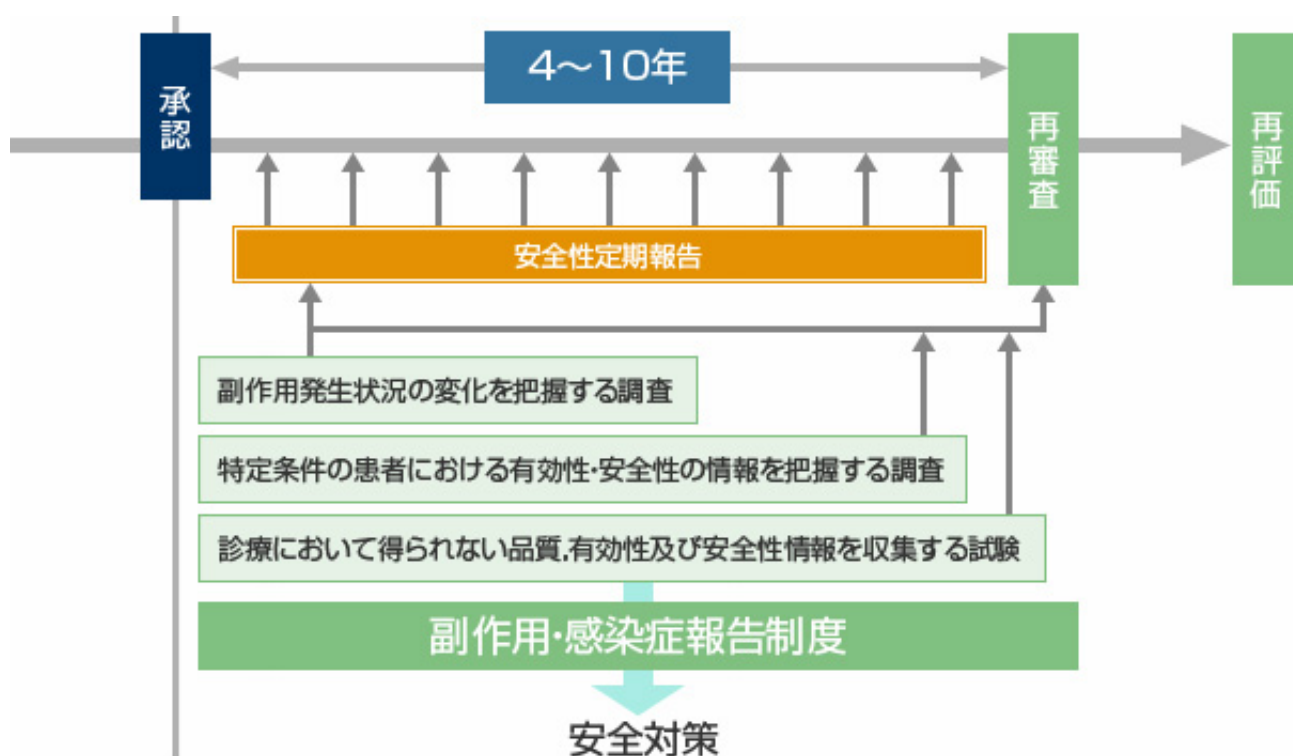 承認
4〜10年
再審査
再評価
安全性定期報告
副作用発生状況の変化を把握する調査
特定条件の患者における有効性・安全性の情報を把握する調査
診療において得られない品質.有効性及び安全性情報を収集する試験
副作用・感染症報告制度
安全対策